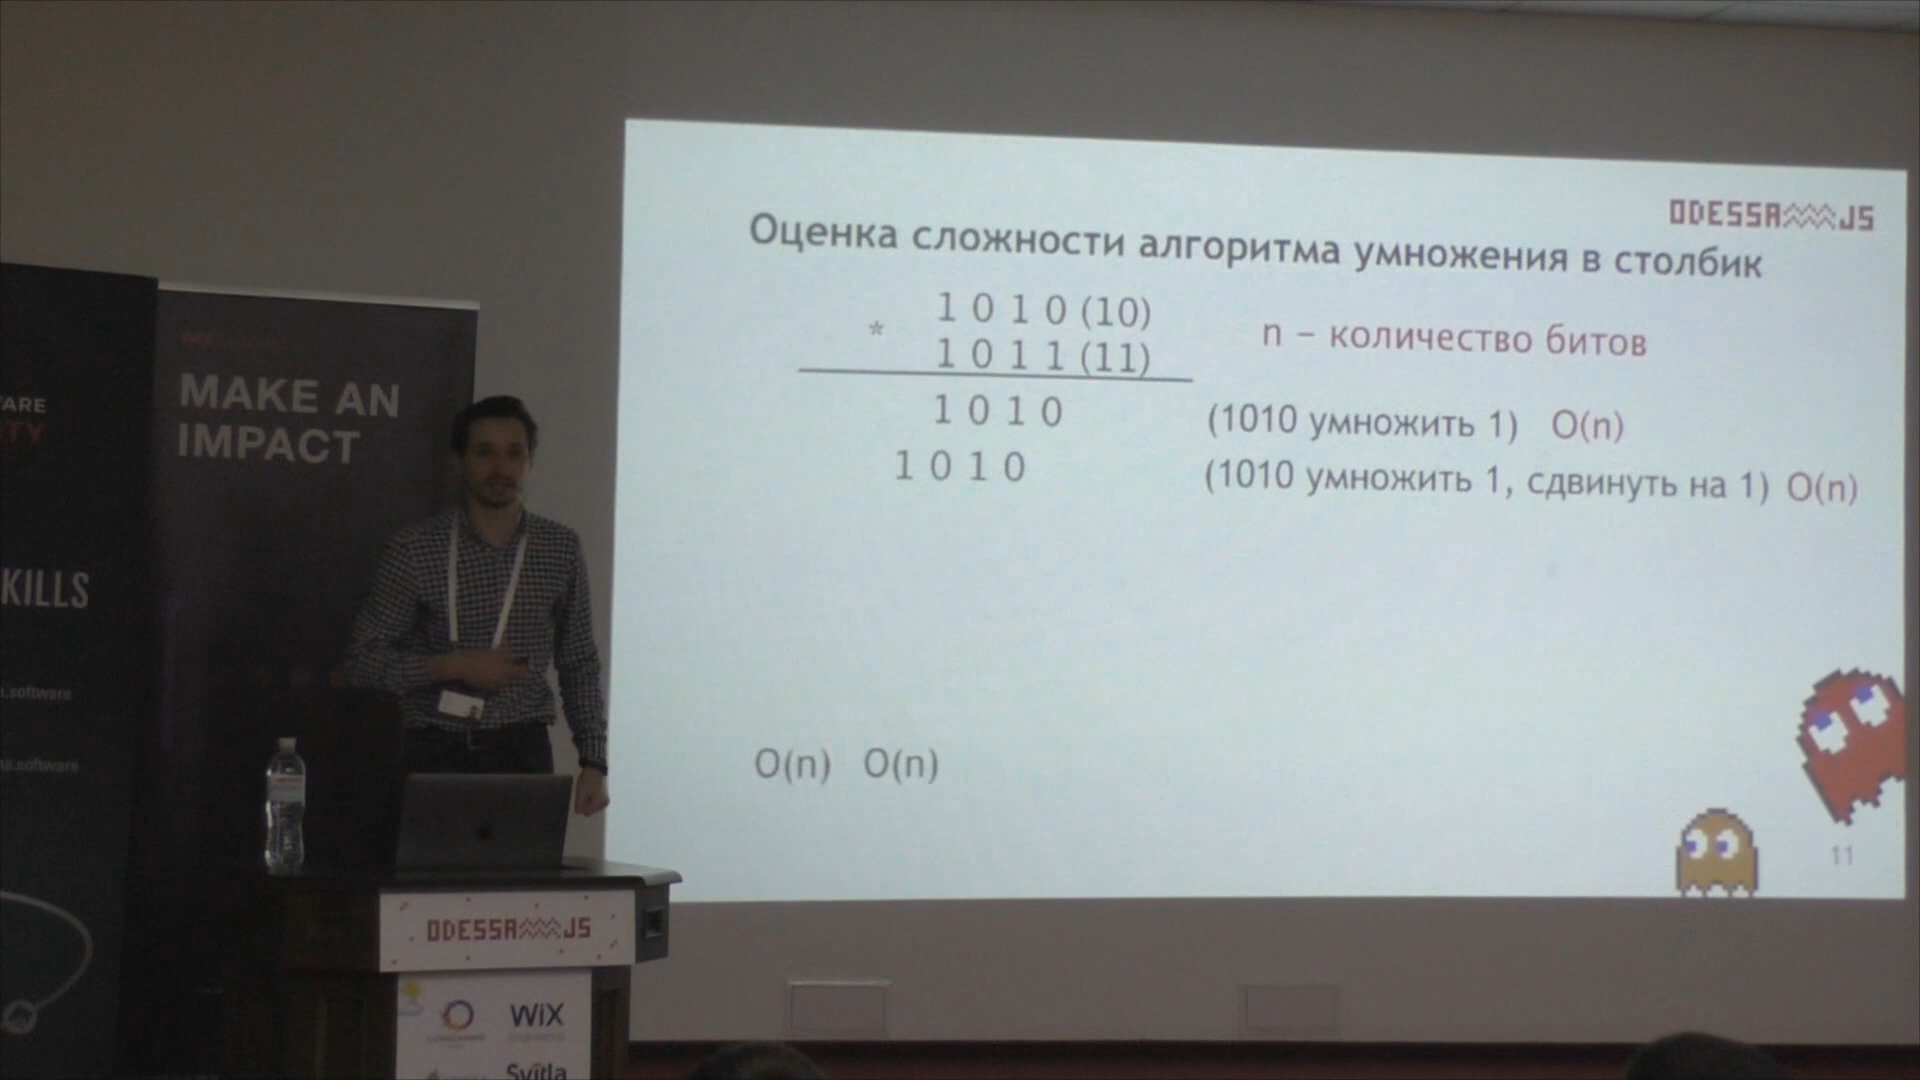 ODESSA JS
Оценка сложности алгоритма умножения в столбик
1 0 1 0 (10)
*
1 0 1 1 (11)
n – количество битов
1 0 1 0 (1010 умножить 1) O(n)
1 0 1 0 (1010 умножить 1, сдвинуть на 1) O(n)
O(n) O(n)
11
MAKE AN
IMPACT
KILLS
ODESSA JS
WiX
Engineering
Svitla